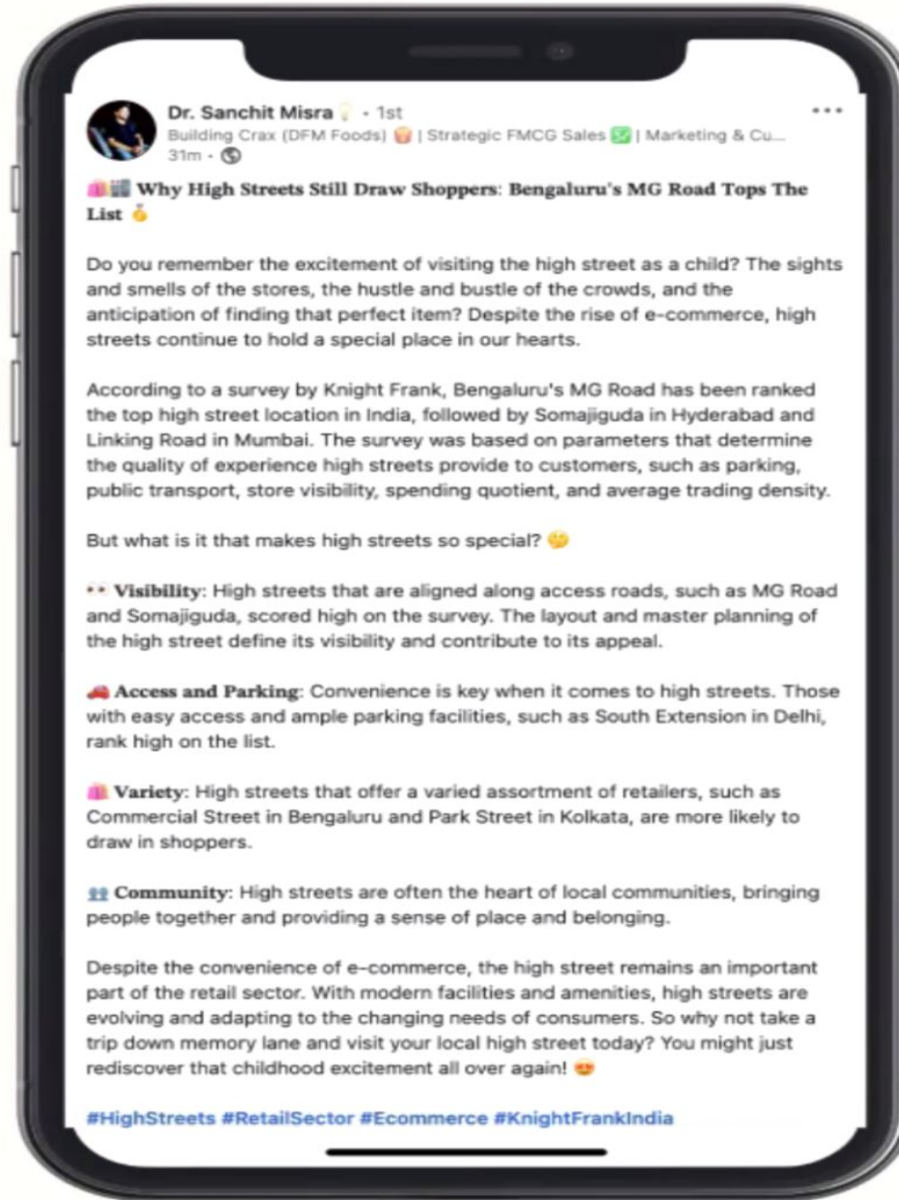 Dr. Sanchit Misra💡 • 1st
Building Crax (DFM Foods) 🍿 | Strategic FMCG Sales 💹 | Marketing & Cu...
31m •
🛍️🏬 Why High Streets Still Draw Shoppers: Bengaluru's MG Road Tops The
List 🥇
Do you remember the excitement of visiting the high street as a child? The sights
and smells of the stores, the hustle and bustle of the crowds, and the
anticipation of finding that perfect item? Despite the rise of e-commerce, high
streets continue to hold a special place in our hearts.
According to a survey by Knight Frank, Bengaluru's MG Road has been ranked
the top high street location in India, followed by Somajiguda in Hyderabad and
Linking Road in Mumbai. The survey was based on parameters that determine
the quality of experience high streets provide to customers, such as parking,
public transport, store visibility, spending quotient, and average trading density.
But what is it that makes high streets so special? 🤔
👀 Visibility: High streets that are aligned along access roads, such as MG Road
and Somajiguda, scored high on the survey. The layout and master planning of
the high street define its visibility and contribute to its appeal.
🚗 Access and Parking: Convenience is key when it comes to high streets. Those
with easy access and ample parking facilities, such as South Extension in Delhi,
rank high on the list.
🛍️ Variety: High streets that offer a varied assortment of retailers, such as
Commercial Street in Bengaluru and Park Street in Kolkata, are more likely to
draw in shoppers.
👥 Community: High streets are often the heart of local communities, bringing
people together and providing a sense of place and belonging.
Despite the convenience of e-commerce, the high street remains an important
part of the retail sector. With modern facilities and amenities, high streets are
evolving and adapting to the changing needs of consumers. So why not take a
trip down memory lane and visit your local high street today? You might just
rediscover that childhood excitement all over again! 😍
#HighStreets #RetailSector #Ecommerce #KnightFrankIndia